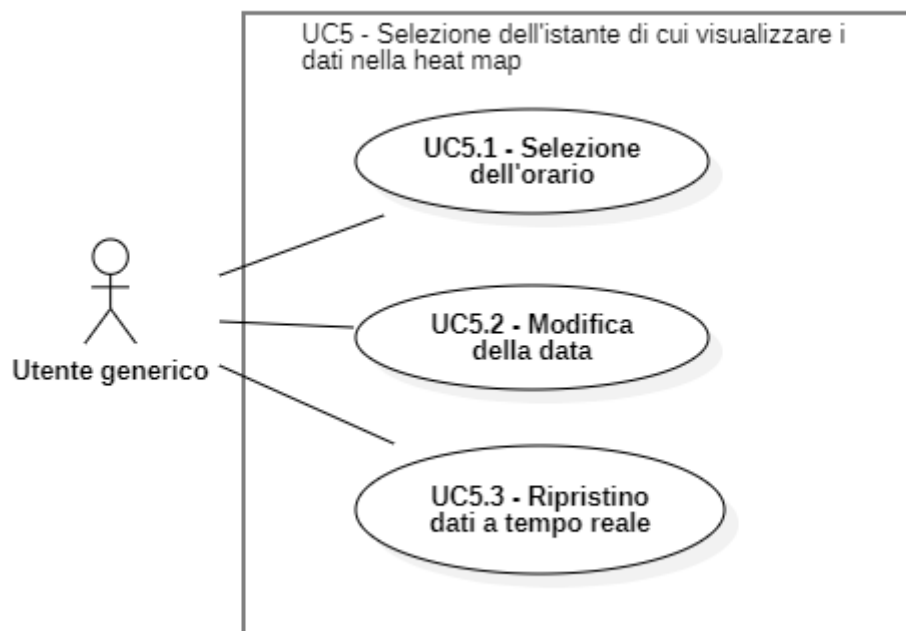 UC5 - Selezione dell'istante di cui visualizzare i
dati nella heat map
UC5.1 - Selezione
dell'orario
UC5.2 - Modifica
della data
Utente generico
UC5.3 - Ripristino
dati a tempo reale